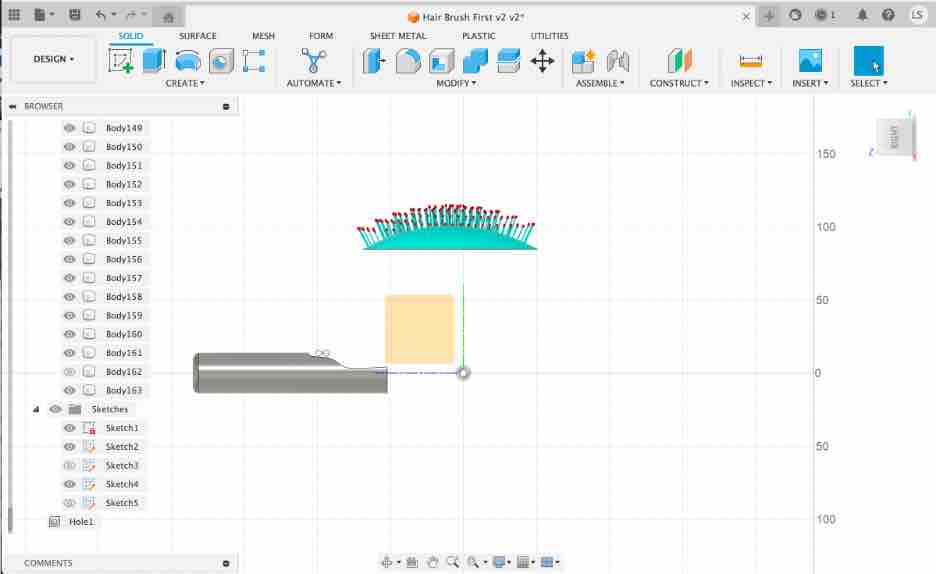 Hair Brush First v2 v2*
1
LS
DESIGN
SOLID
SURFACE
MESH
FORM
SHEET METAL
PLASTIC
UTILITIES
CREATE
AUTOMATE
MODIFY
ASSEMBLE
CONSTRUCT
INSPECT
INSERT
SELECT
BROWSER
Body149
Body150
Body151
Body152
Body153
Body154
Body155
Body156
Body157
Body158
Body159
Body160
Body161
Body162
Body163
Sketches
Sketch1
Sketch2
Sketch3
Sketch4
Sketch5
Hole1
COMMENTS
150
100
50
0
50
100
RIGHT
Z